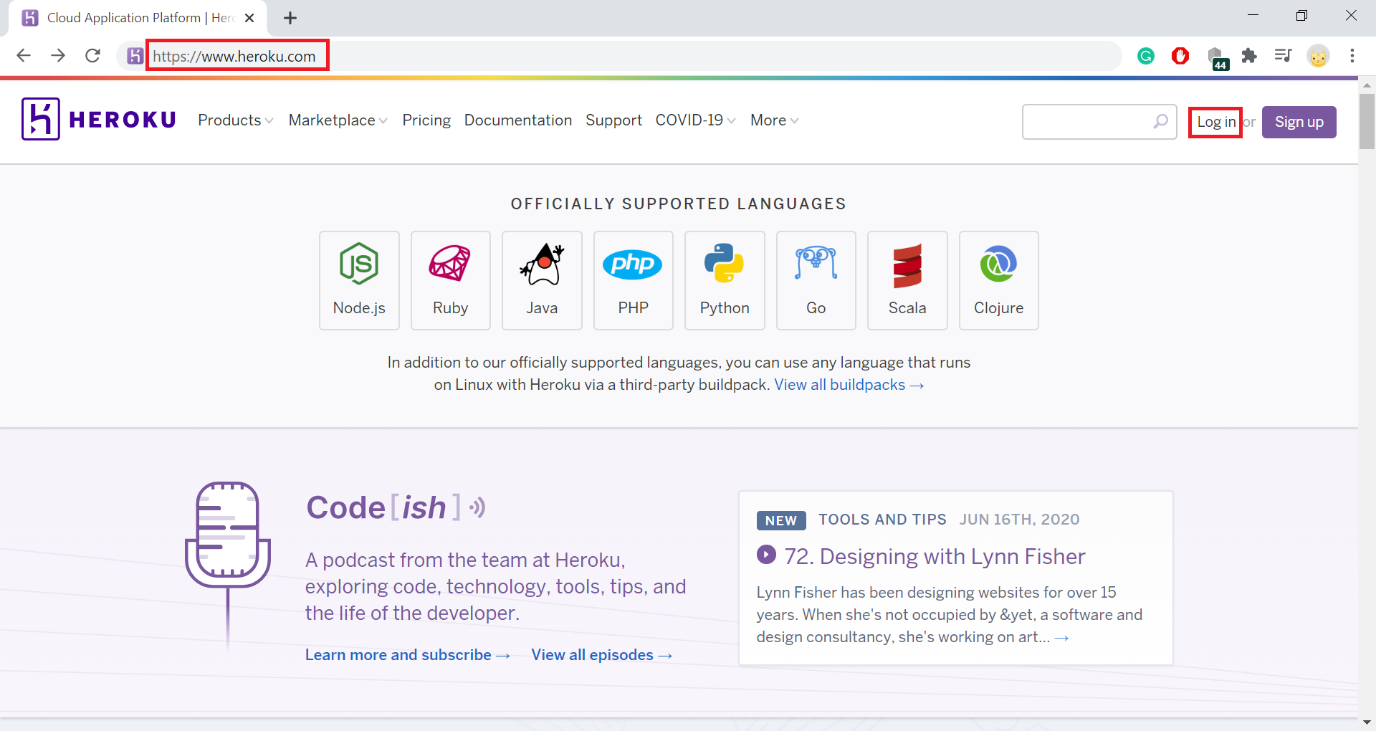 Cloud Application Platform | Her
https://www.heroku.com
44
HEROKU Products Marketplace Pricing Documentation Support COVID-19 More Log in or Sign up
OFFICIALLY SUPPORTED LANGUAGES
JS php
Node.js Ruby Java PHP Python Go Scala Clojure
In addition to our officially supported languages, you can use any language that runs
on Linux with Heroku via a third-party buildpack. View all buildpacks →
Code[ish]
A podcast from the team at Heroku,
exploring code, technology, tools, tips, and
the life of the developer.
Learn more and subscribe → View all episodes →
NEW TOOLS AND TIPS JUN 16TH, 2020
72. Designing with Lynn Fisher
Lynn Fisher has been designing websites for over 15
years. When she's not occupied by &yet, a software and
design consultancy, she's working on art... →